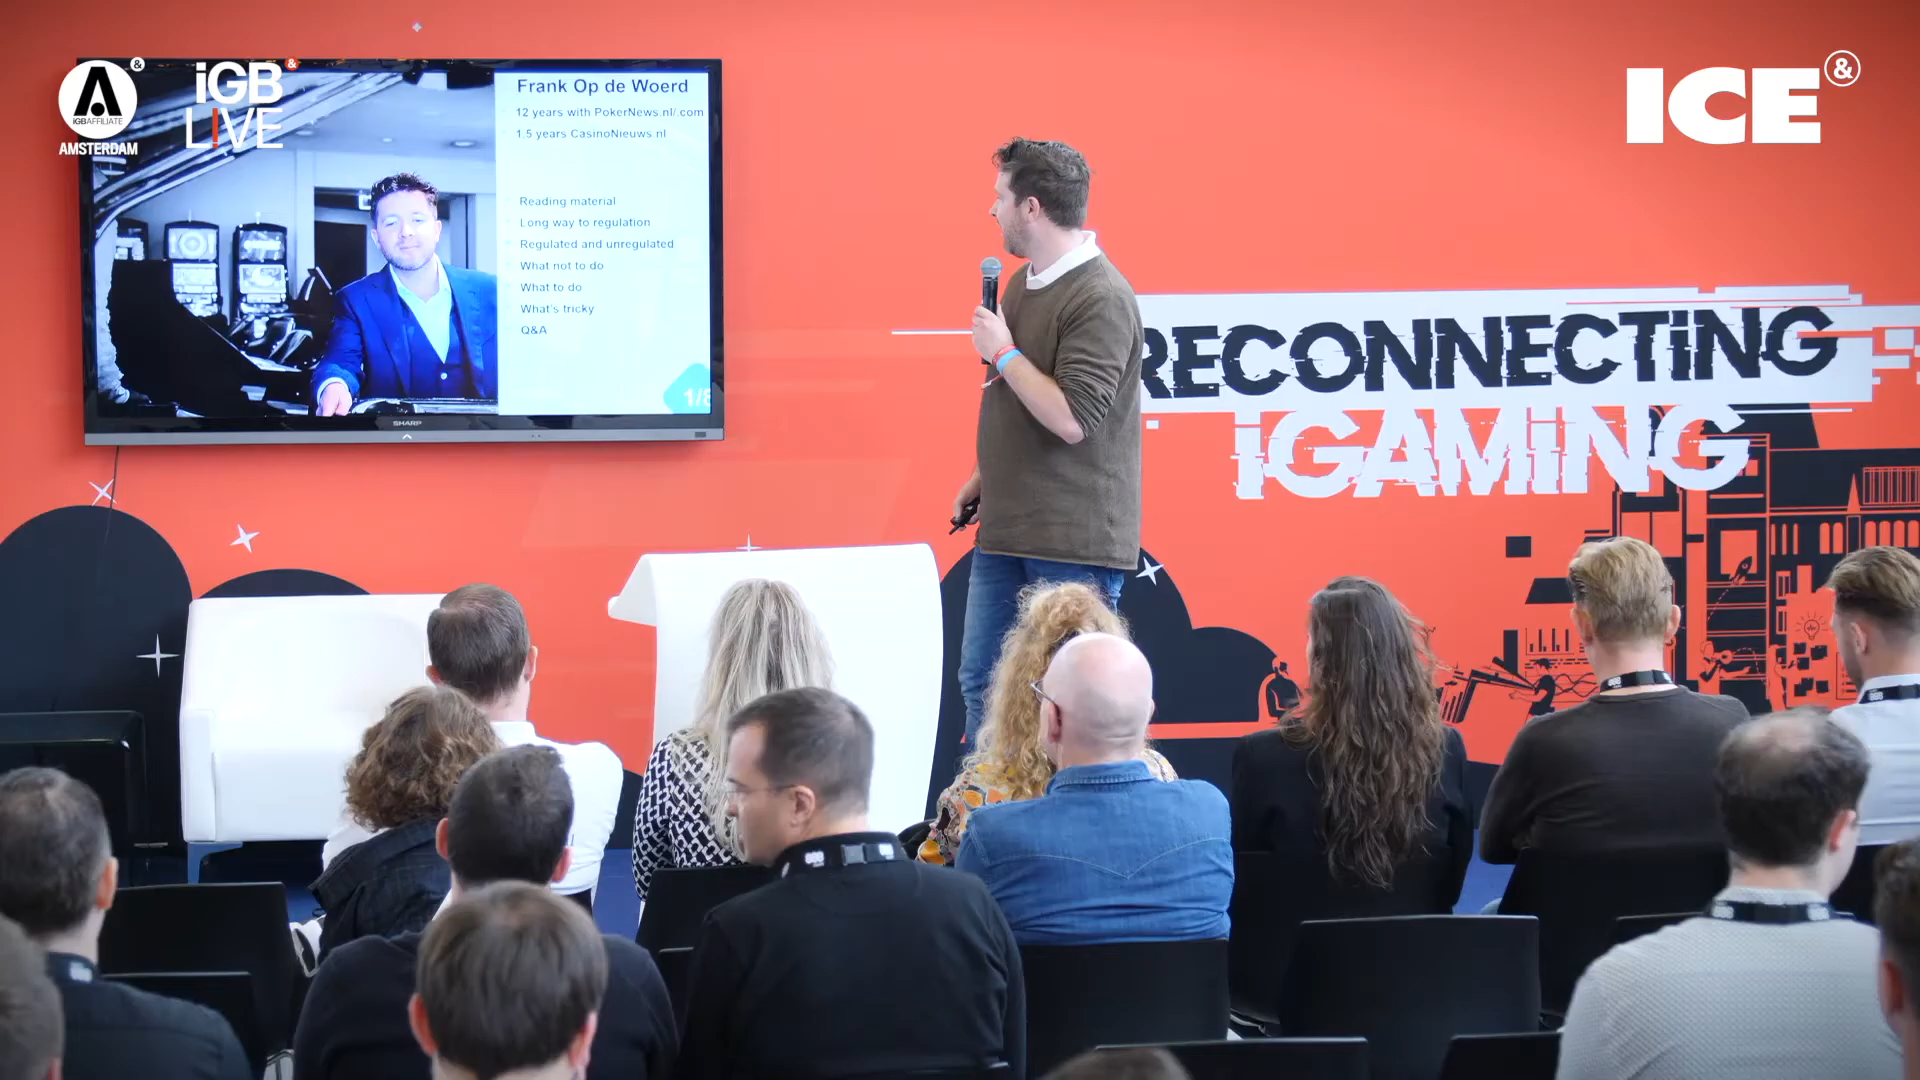 iGB AFFILIATE
AMSTERDAM
&
iGB &
LIVE
Frank Op de Woerd
12 years with PokerNews.nl/.com
1.5 years CasinoNieuws.nl
Reading material
Long way to regulation
Regulated and unregulated
What not to do
What to do
What's tricky
Q&A
1/8
SHARP
ICE &
RECONNECTING
iGAMiNG